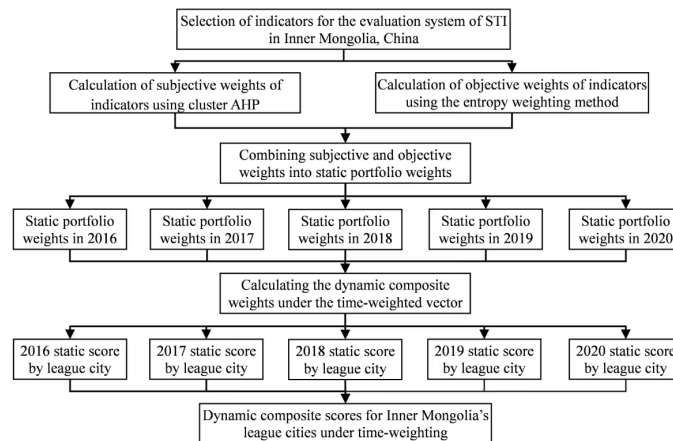 Selection of indicators for the evaluation system of STI
in Inner Mongolia, China
Calculation of subjective weights of
indicators using cluster AHP
Calculation of objective weights of indicators
using the entropy weighting method
Combining subjective and objective
weights into static portfolio weights
Static portfolio
weights in 2016
Static portfolio
weights in 2017
Static portfolio
weights in 2018
Static portfolio
weights in 2019
Static portfolio
weights in 2020
Calculating the dynamic composite
weights under the time-weighted vector
2016 static score
by league city
2017 static score
by league city
2018 static score
by league city
2019 static score
by league city
2020 static score
by league city
Dynamic composite scores for Inner Mongolia's
league cities under time-weighting